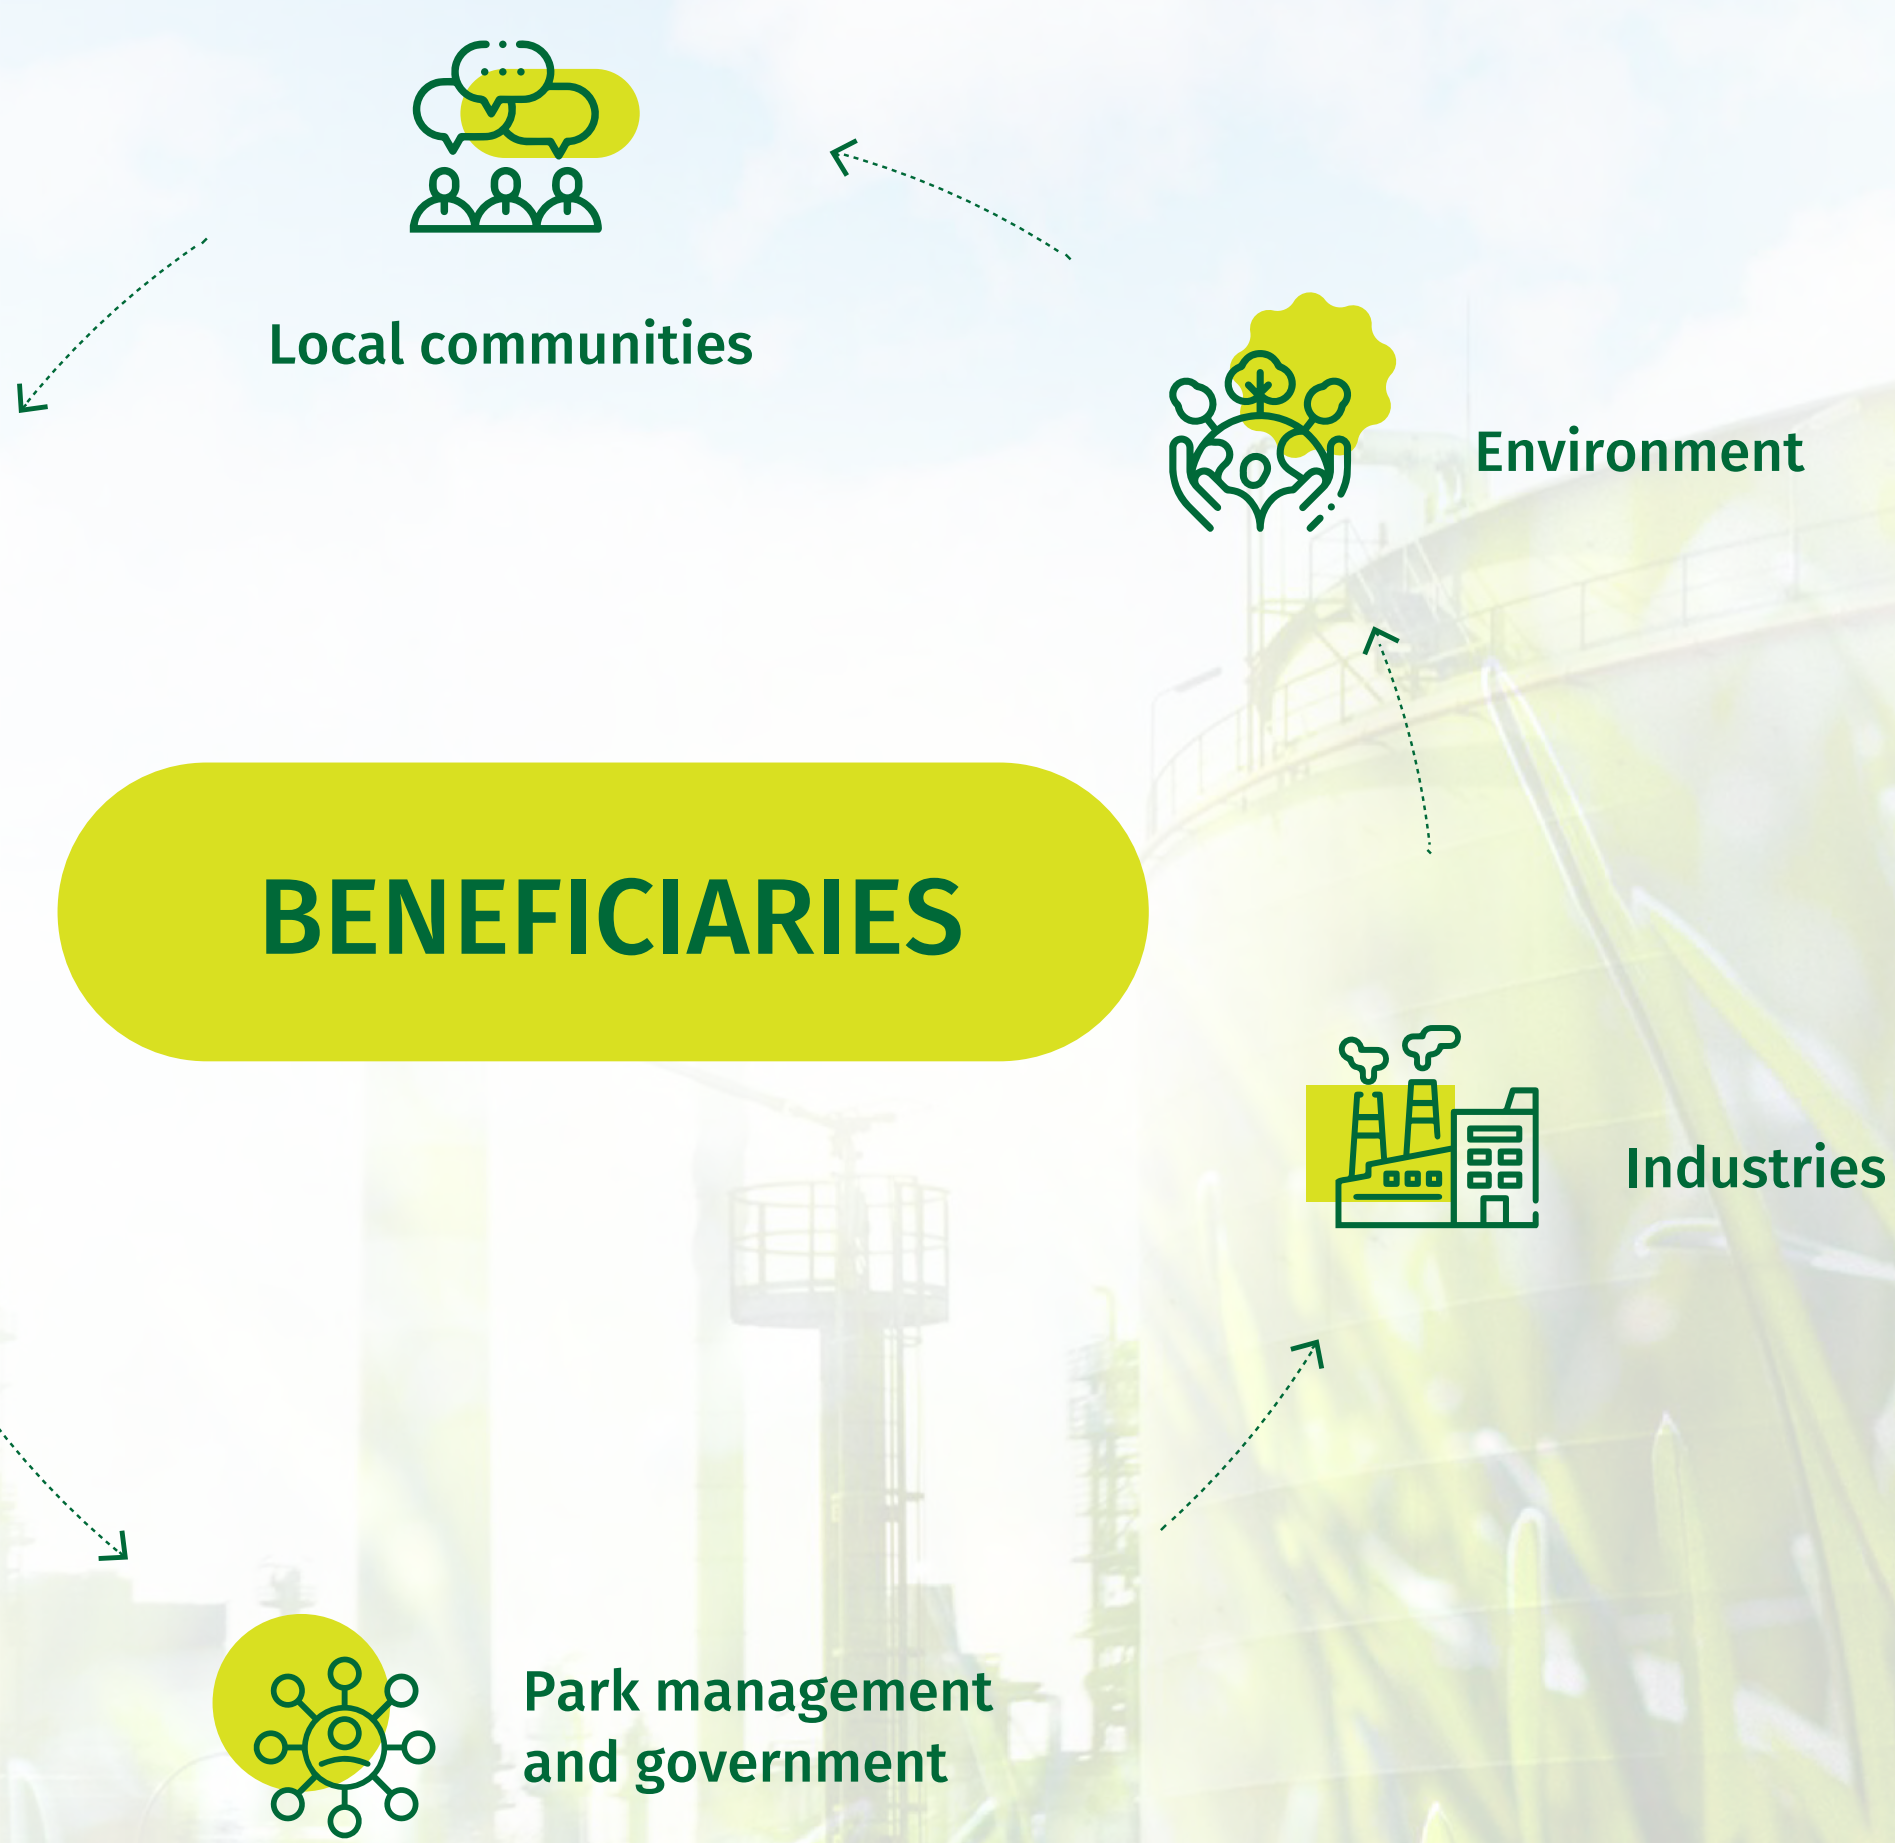 Local communities
Environment
BENEFICIARIES
Industries
Park management
and government